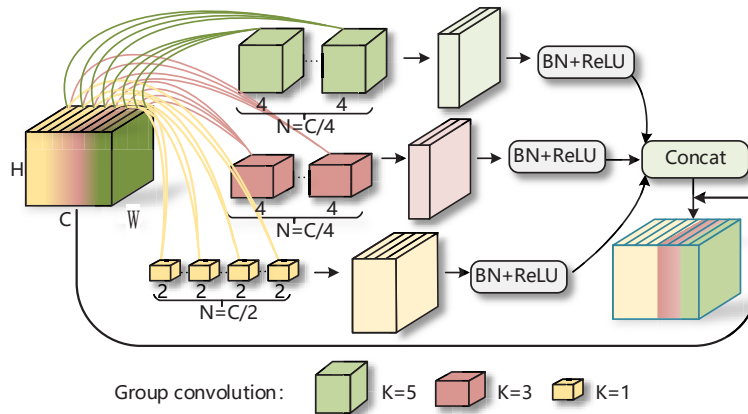 4 ... 4
N=C/4
BN+ReLU
H
C
W
4 ... 4
N=C/4
BN+ReLU
Concat
2 2 2 2
N=C/2
BN+ReLU
Group convolution: K=5 K=3 K=1